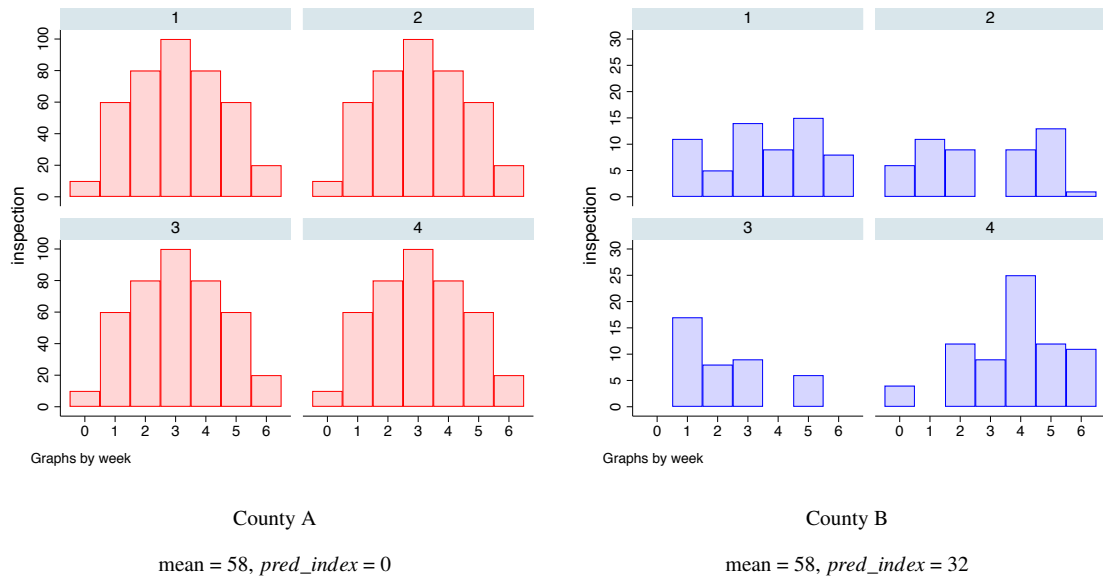 1 2
inspection
0 20 40 60 80 100
3 4
0 20 40 60 80 100
0 1 2 3 4 5 6 0 1 2 3 4 5 6
Graphs by week
County A
mean = 58, pred_index = 0
1 2
inspection
0 5 10 15 20 25 30
3 4
0 5 10 15 20 25 30
0 1 2 3 4 5 6 0 1 2 3 4 5 6
Graphs by week
County B
mean = 58, pred_index = 32